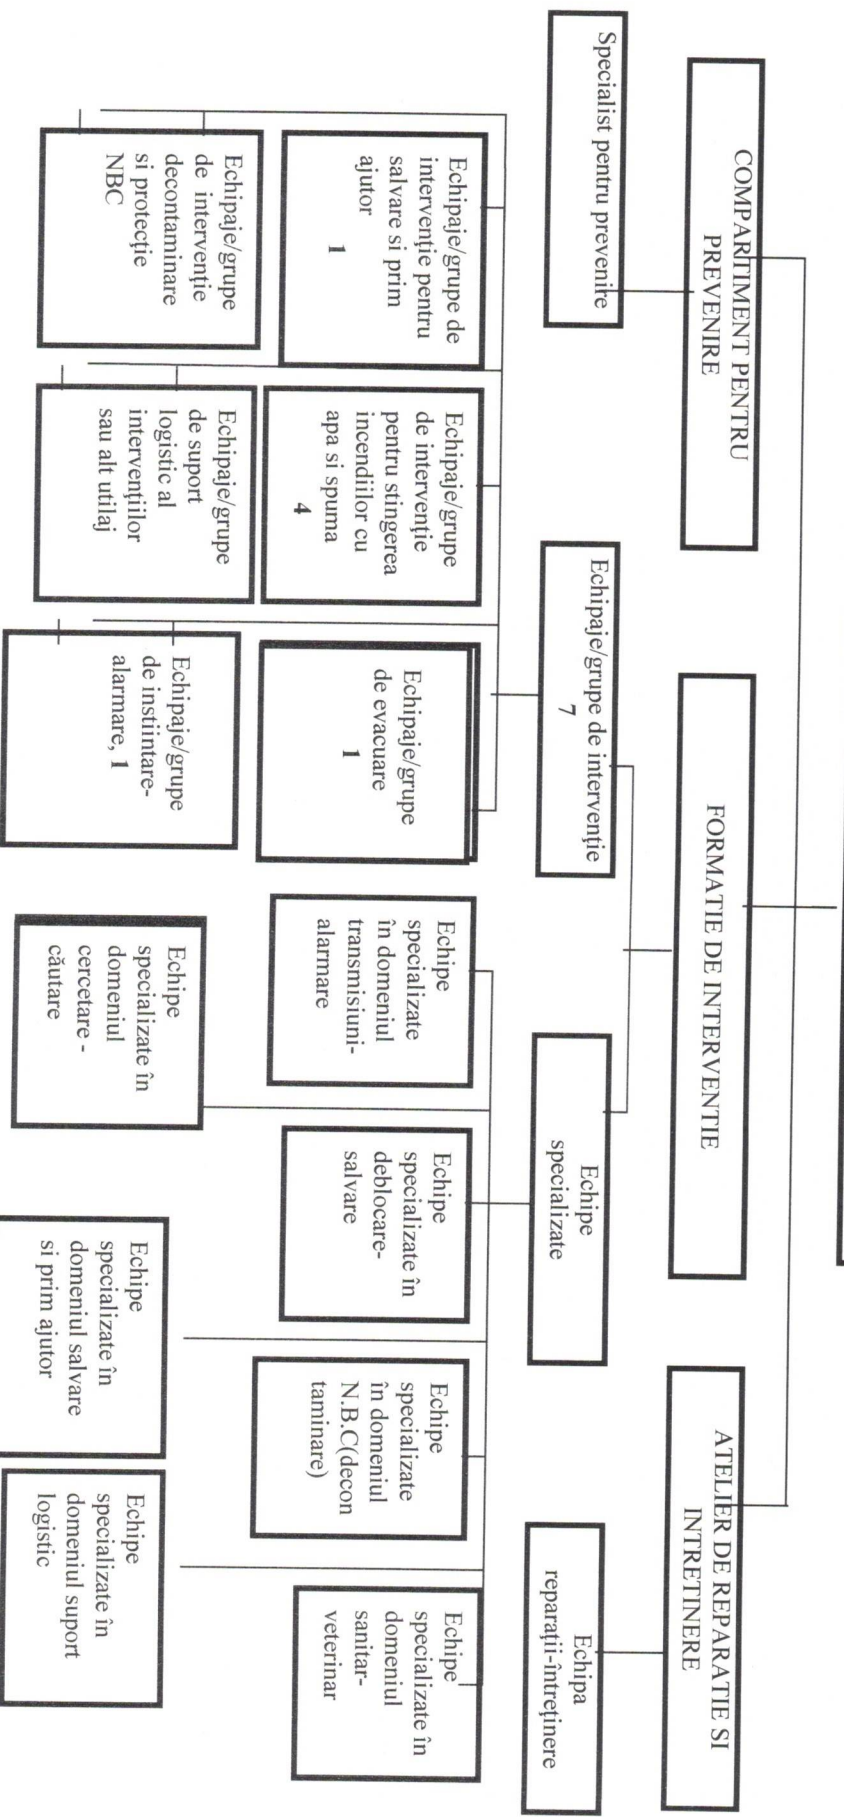 COMPARTIMENT PENTRU
PREVENIRE
FORMATIE DE INTERVENTIE
ATELIER DE REPARATIE SI
INTRETINERE
Specialist pentru prevenire
Echipaje/grupe de intervenție
7
Echipe
specializate
Echipa
reparații-întreținere
Echipaje/grupe de
intervenție pentru
salvare si prim
ajutor
1
Echipaje/grupe
de intervenție
pentru stingerea
incendiilor cu
apa si spuma
4
Echipaje/grupe
de evacuare
1
Echipe
specializate
în domeniul
transmisiuni-
alarmare
Echipe
specializate în
deblocare-
salvare
Echipe
specializate
în domeniul
N.B.C(decon
taminare)
Echipe
specializate în
domeniul
sanitar-
veterinar
Echipaje/grupe
de intervenție
decontaminare
si protecție
NBC
Echipaje/grupe
de suport
logistic al
intervențiilor
sau alt utilaj
Echipaje/grupe
de instiintare-
alarmare, 1
Echipe
specializate în
domeniul
cercetare -
căutare
Echipe
specializate în
domeniul salvare
si prim ajutor
Echipe
specializate în
domeniul suport
logistic